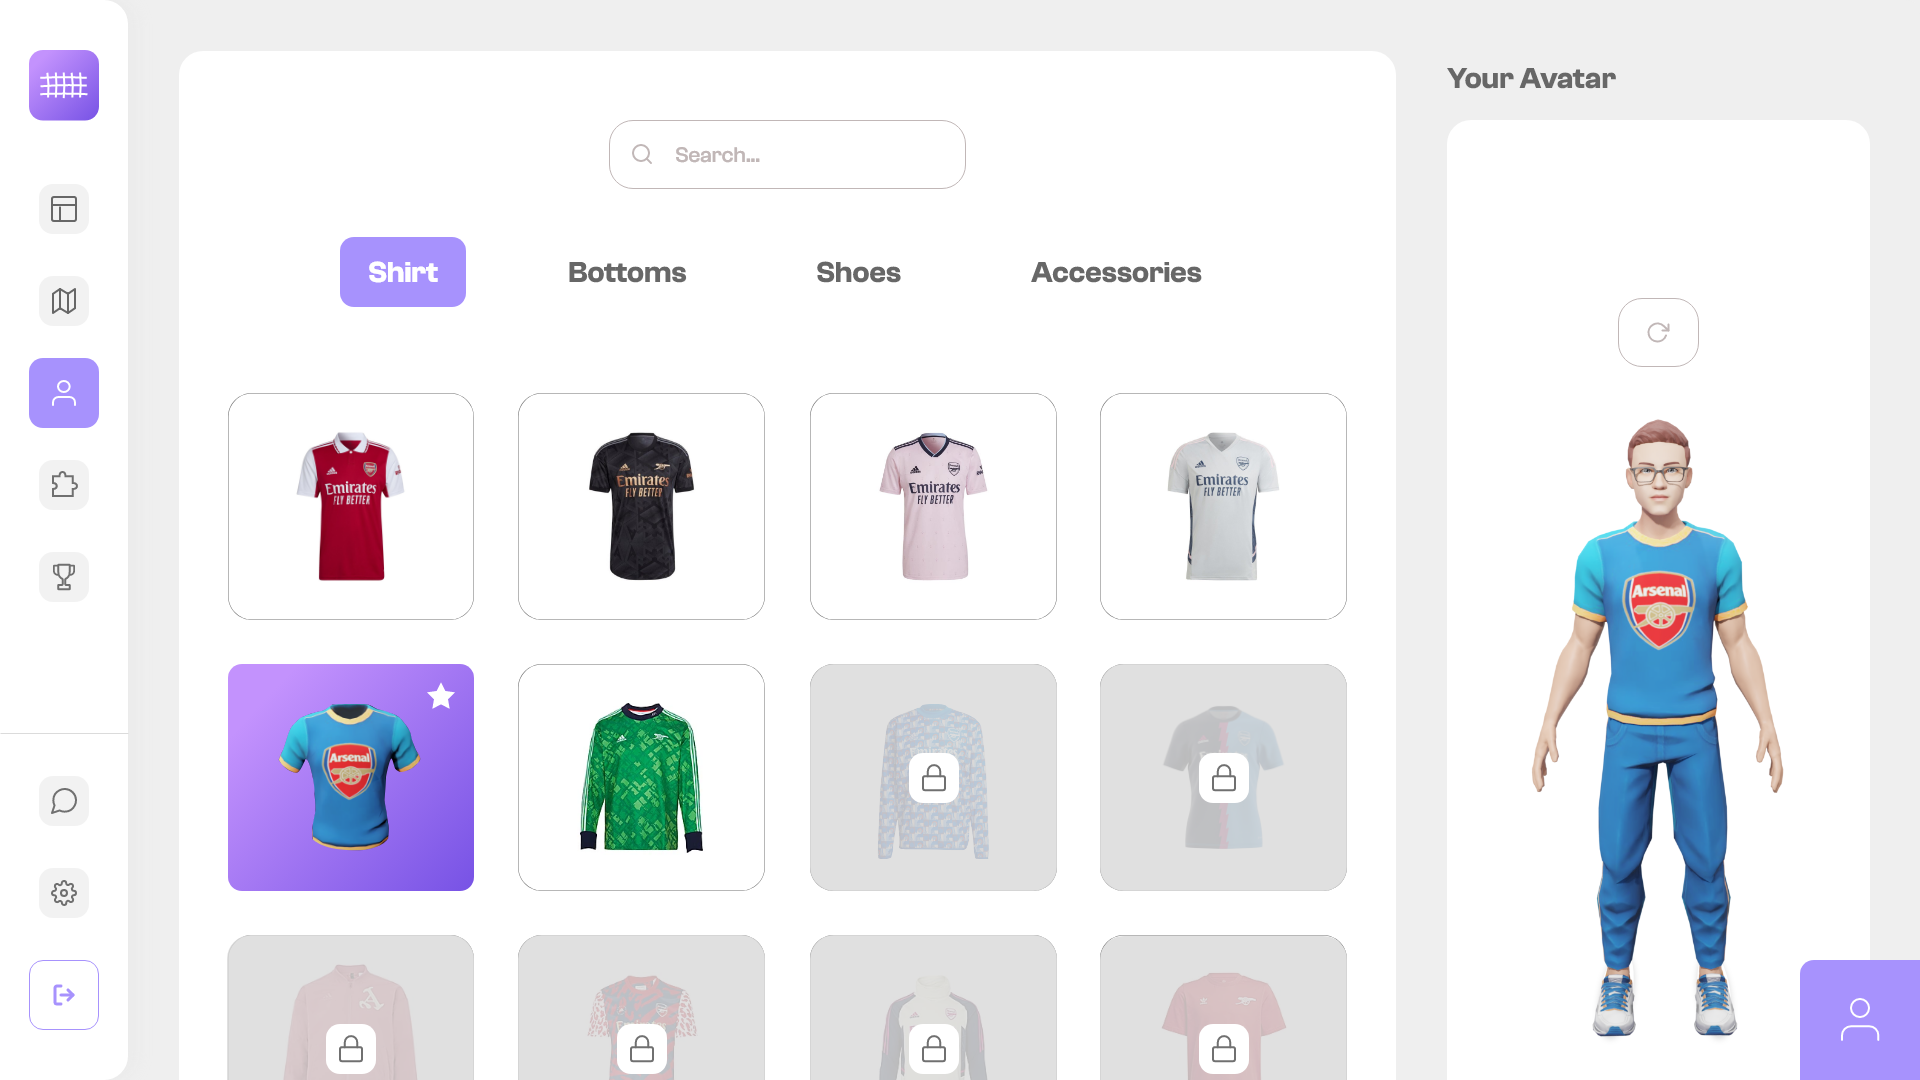 Your Avatar
Search...
Shirt
Bottoms
Shoes
Accessories
Emirates
FLY BETTER
Emirates
FLY BETTER
Emirates
FLY BETTER
Emirates
FLY BETTER
Arsenal
Arsenal
A